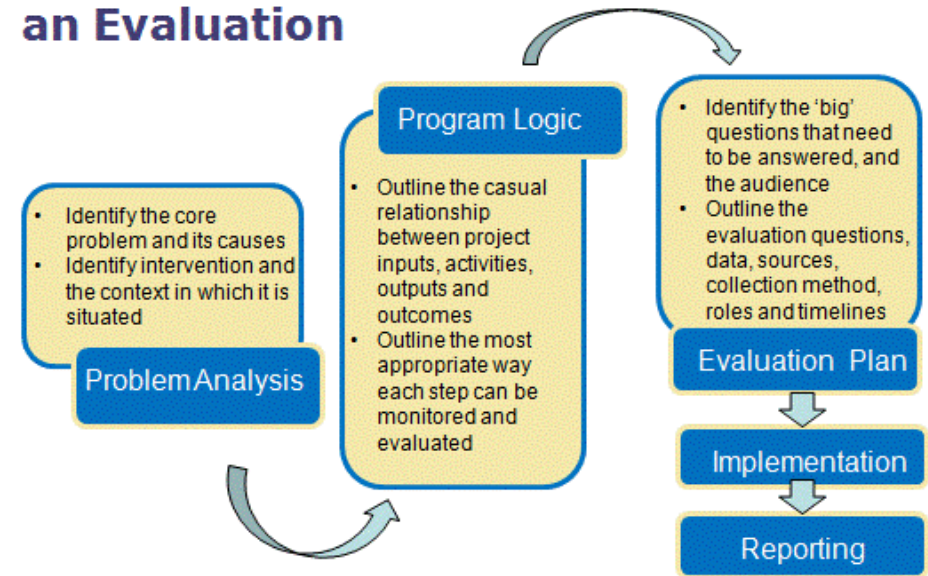 an Evaluation
• Identify the core
problem and its causes
• Identify intervention and
the context in which it is
situated
Problem Analysis
Program Logic
• Outline the casual
relationship
between project
inputs, activities,
outputs and
outcomes
• Outline the most
appropriate way
each step can be
monitored and
evaluated
• Identify the ‘big’
questions that need
to be answered, and
the audience
• Outline the
evaluation questions,
data, sources,
collection method,
roles and timelines
Evaluation Plan
Implementation
Reporting